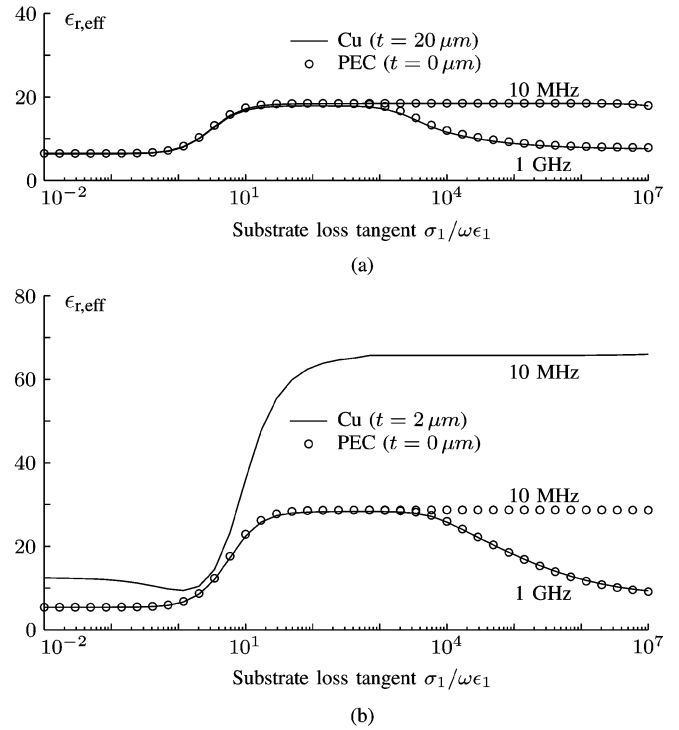 40
ϵr,eff
Cu (t = 20 μm)
PEC (t = 0 μm)
10 MHz
20
1 GHz
0
10−2 101 104 107
Substrate loss tangent σ1/ωϵ1
(a)
80
ϵr,eff
60
10 MHz
Cu (t = 2 μm)
PEC (t = 0 μm)
40
10 MHz
20
1 GHz
0
10−2 101 104 107
Substrate loss tangent σ1/ωϵ1
(b)